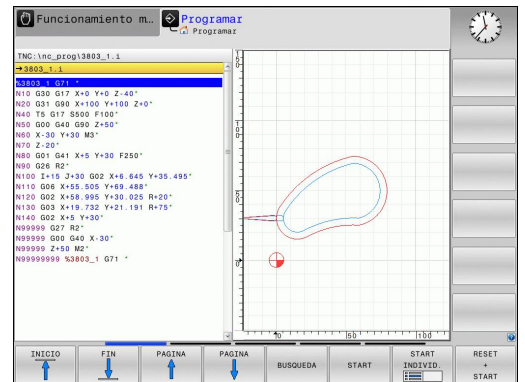 Funcionamiento m…
Programar
Programar
TNC:\nc_prog\3803_1.i
→3803_1.i
%3803_1 G71 *
N10 G30 G17 X+0 Y+0 Z-40*
N20 G31 G90 X+100 Y+100 Z+0*
N40 T5 G17 S500 F100*
N50 G00 G40 G90 Z+50*
N60 X-30 Y+30 M3*
N70 Z-20*
N80 G01 G41 X+5 Y+30 F250*
N90 G26 R2*
N100 I+15 J+30 G02 X+6.645 Y+35.495*
N110 G06 X+55.505 Y+69.488*
N120 G02 X+58.995 Y+30.025 R+20*
N130 G03 X+19.732 Y+21.191 R+75*
N140 G02 X+5 Y+30*
N99999 G27 R2*
N99999 G00 G40 X-30*
N99999 Z+50 M2*
N99999999 %3803_1 G71 *
150
100
50
0
0
50
100
INICIO
FIN
PAGINA
PAGINA
BUSQUEDA
START
START INDIVID.
RESET + START